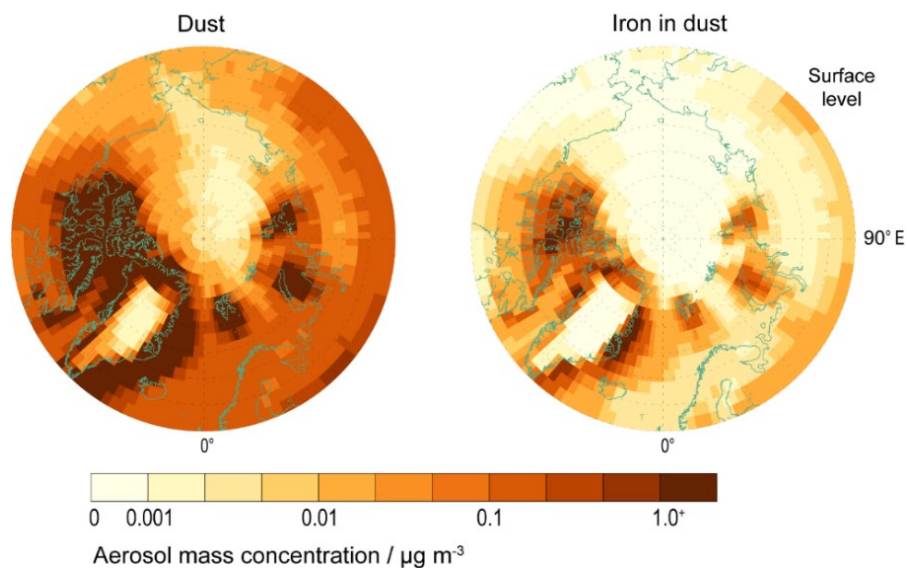 Dust
Iron in dust
Surface
level
90° E
0°
0°
0 0.001 0.01 0.1 1.0⁺
Aerosol mass concentration / µg m⁻³